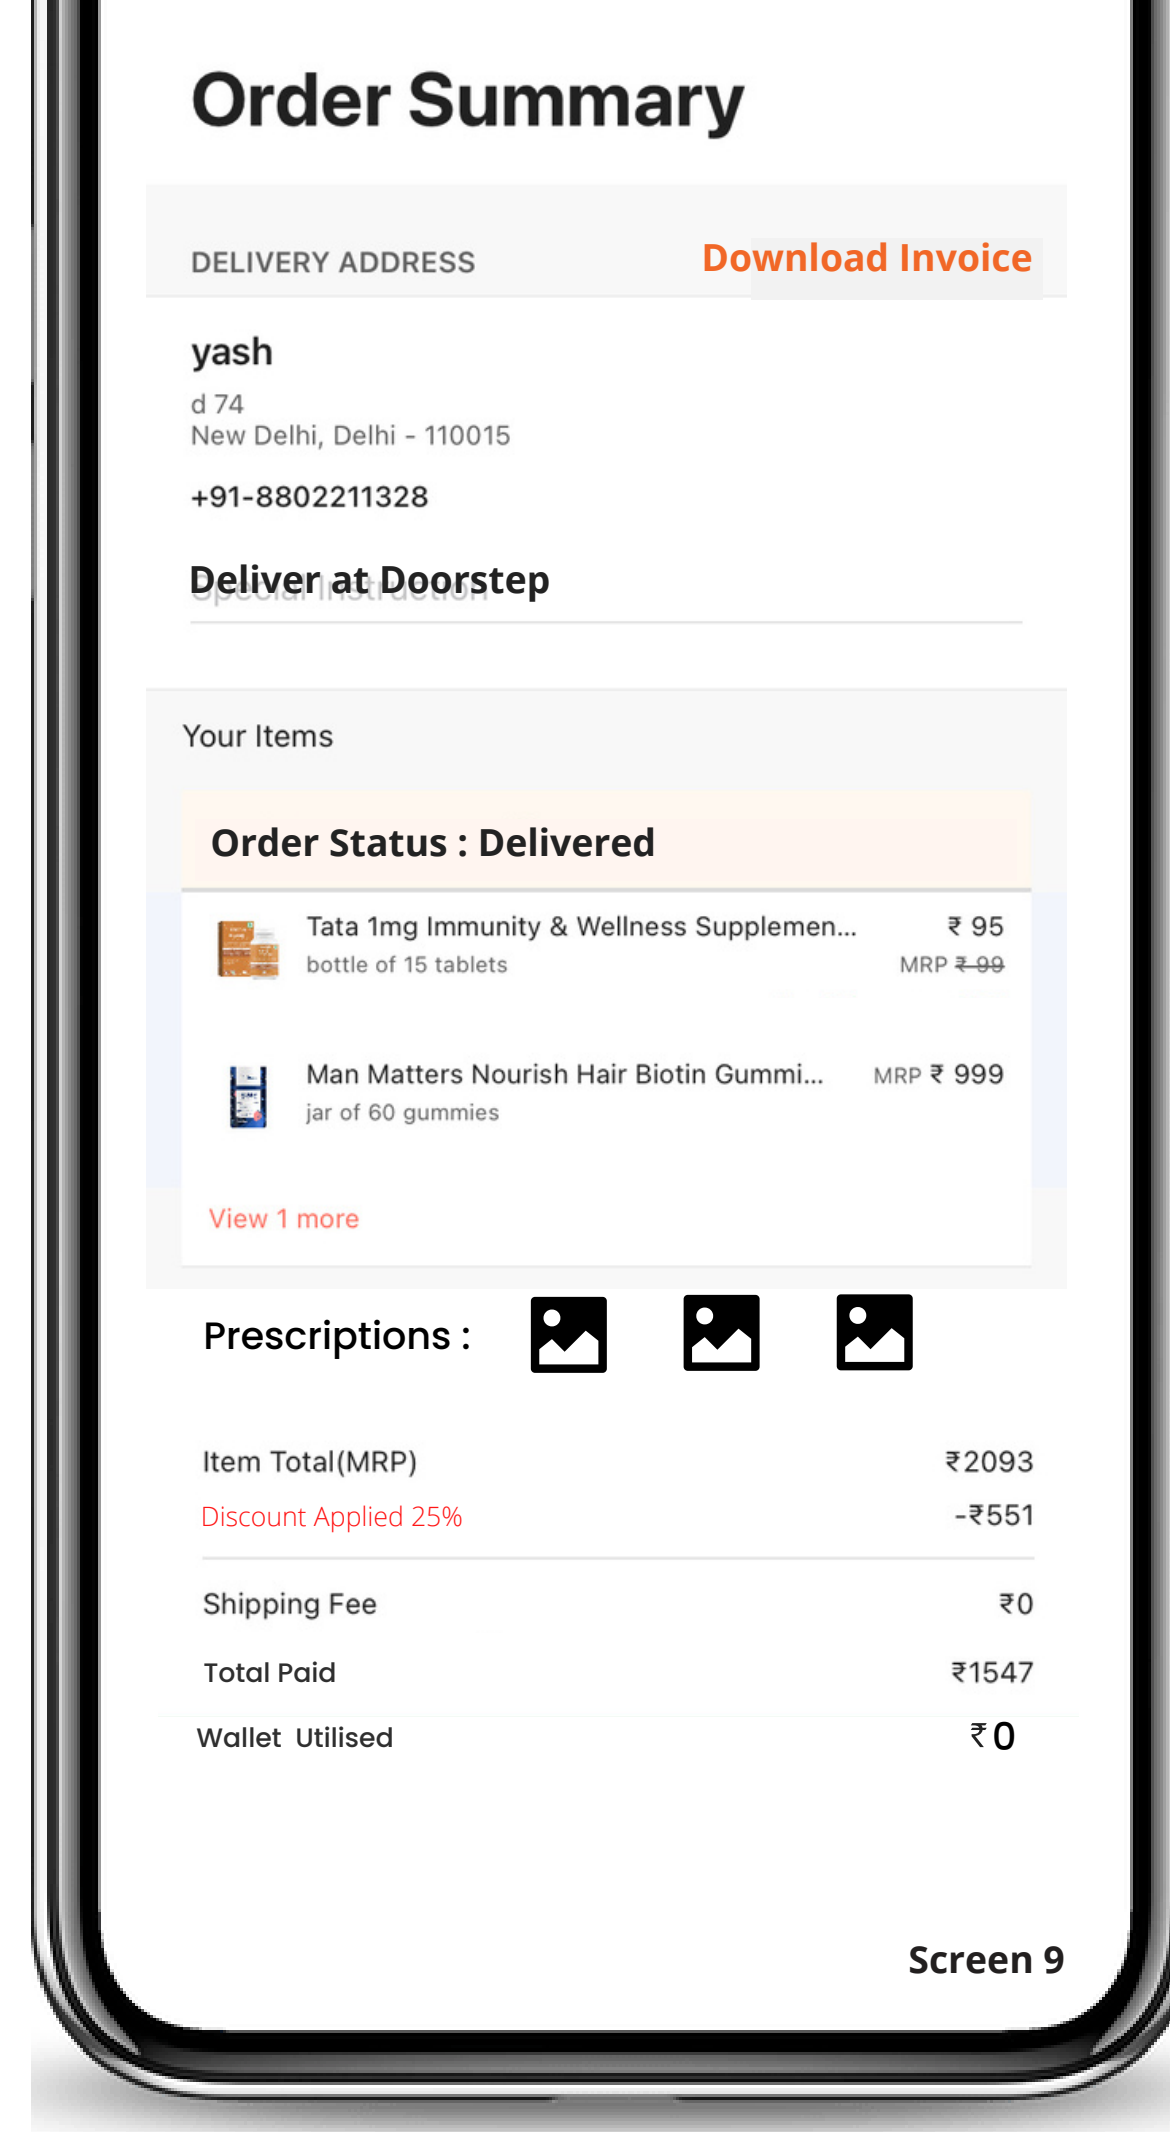 Order Summary
DELIVERY ADDRESS
Download Invoice
yash
d 74
New Delhi, Delhi - 110015
+91-8802211328
Deliver at Doorstep
Special Instruction
Your Items
Order Status : Delivered
Tata 1mg Immunity & Wellness Supplemen... ₹ 95
bottle of 15 tablets MRP ₹ 99
Man Matters Nourish Hair Biotin Gummi... MRP ₹ 999
jar of 60 gummies
View 1 more
Prescriptions :
Item Total(MRP) ₹2093
Discount Applied 25% -₹551
Shipping Fee ₹0
Total Paid ₹1547
Wallet Utilised ₹ 0
Screen 9